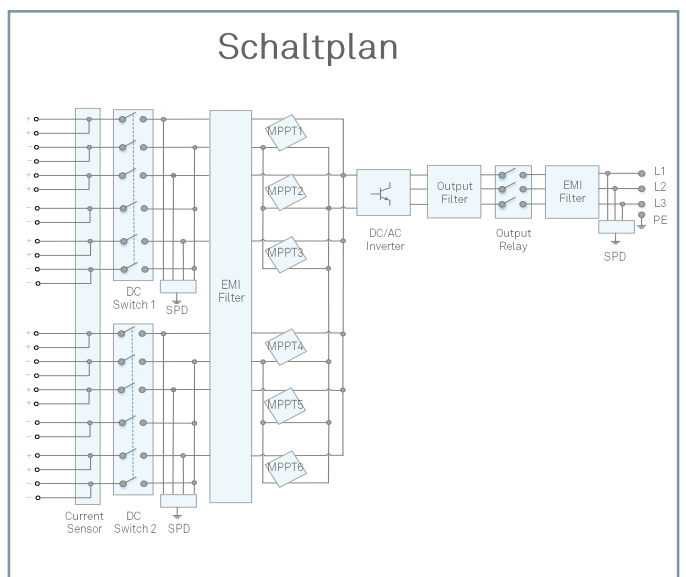 Schaltplan
+
+
−
−
+
+
−
−
+
+
−
−
DC
Switch 1
SPD
EMI
Filter
MPPT1
MPPT2
MPPT3
MPPT4
MPPT5
MPPT6
DC/AC
Inverter
Output
Filter
Output
Relay
EMI
Filter
L1
L2
L3
PE
SPD
+
+
−
−
+
+
−
−
+
+
−
−
Current
Sensor
DC
Switch 2
SPD